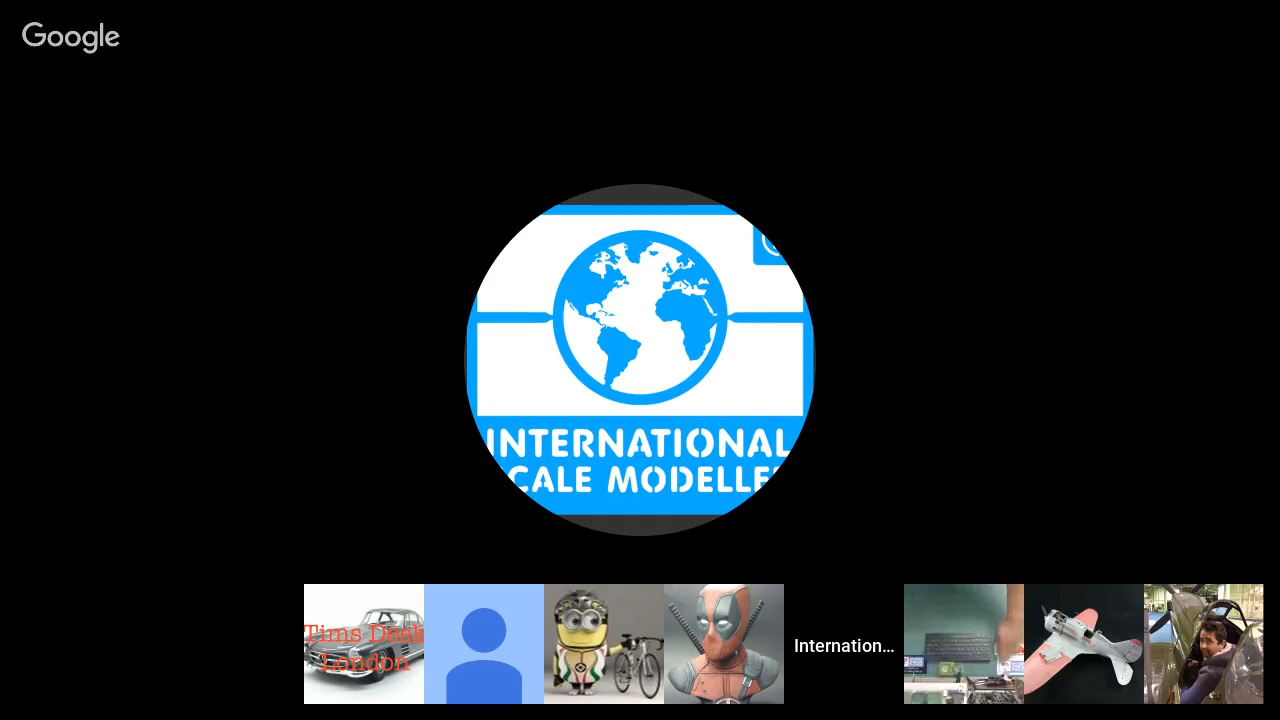 Google
INTERNATIONAL
CALE MODELLE
Tims Desk
London
Internation...